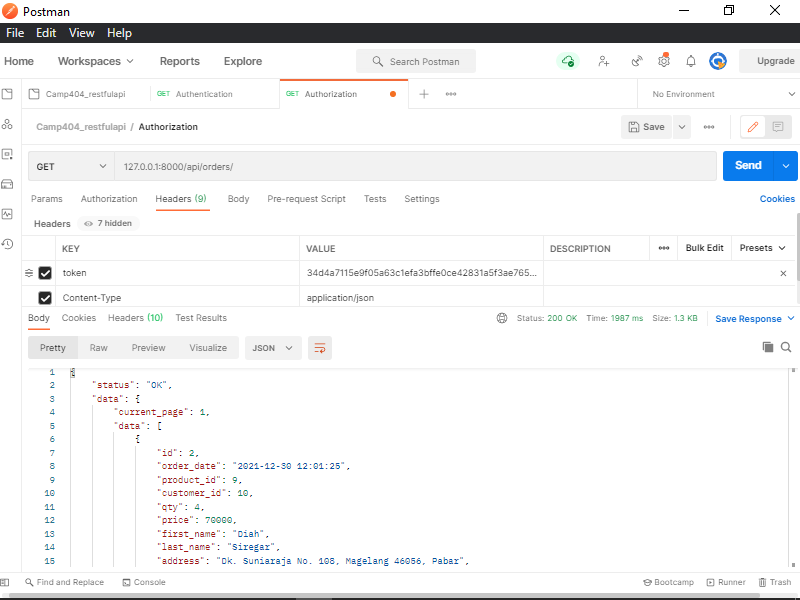 Postman
File Edit View Help
Home Workspaces Reports Explore Search Postman Upgrade
Camp404_restfulapi GET Authentication GET Authorization No Environment
Camp404_restfulapi / Authorization Save
GET 127.0.0.1:8000/api/orders/ Send
Params Authorization Headers (9) Body Pre-request Script Tests Settings Cookies
Headers 7 hidden
KEY VALUE DESCRIPTION Bulk Edit Presets
token 34d4a7115e9f05a63c1efa3bffe0ce42831a5f3ae765...
Content-Type application/json
Body Cookies Headers (10) Test Results Status: 200 OK Time: 1987 ms Size: 1.3 KB Save Response
Pretty Raw Preview Visualize JSON
1 {
2 "status": "OK",
3 "data": {
4 "current_page": 1,
5 "data": [
6 {
7 "id": 2,
8 "order_date": "2021-12-30 12:01:25",
9 "product_id": 9,
10 "customer_id": 10,
11 "qty": 4,
12 "price": 70000,
13 "first_name": "Diah",
14 "last_name": "Siregar",
15 "address": "Dk. Suniaraja No. 108, Magelang 46056, Pabar",
Find and Replace Console Bootcamp Runner Trash